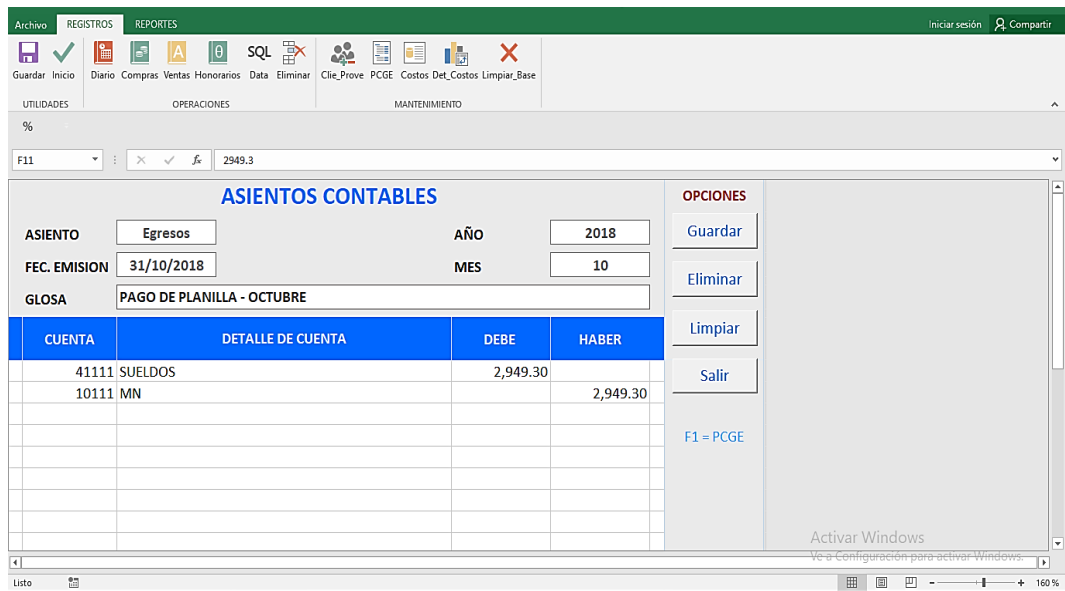 Archivo REGISTROS REPORTES Iniciar sesión Compartir
Guardar Inicio Diario Compras Ventas Honorarios SQL Data Eliminar Clie_Prove PCGE Costos Det_Costos Limpiar_Base
UTILIDADES OPERACIONES MANTENIMIENTO
%
F11 fx 2949.3
ASIENTOS CONTABLES OPCIONES
ASIENTO Egresos AÑO 2018 Guardar
FEC. EMISION 31/10/2018 MES 10 Eliminar
GLOSA PAGO DE PLANILLA - OCTUBRE
CUENTA DETALLE DE CUENTA DEBE HABER Limpiar
41111 SUELDOS 2,949.30 Salir
10111 MN 2,949.30
F1 = PCGE
Activar Windows
Ve a Configuración para activar Windows.
Listo 160 %